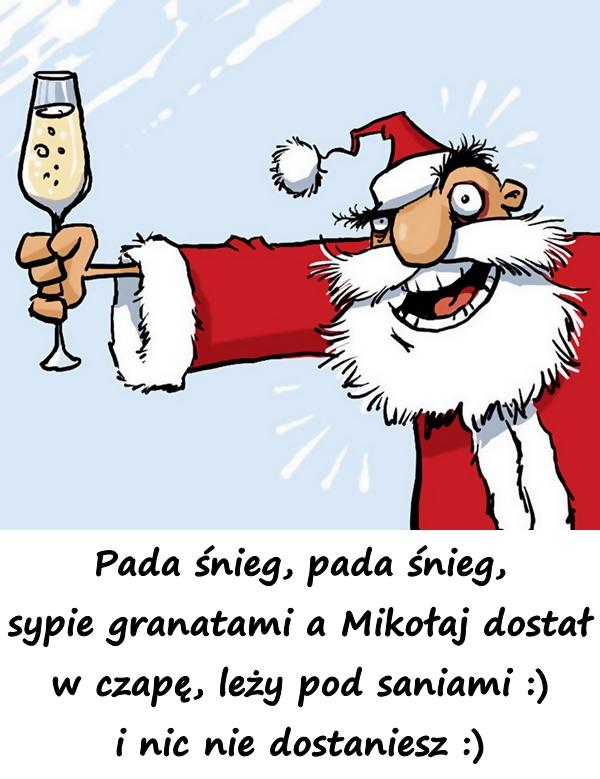 Pada śnieg, pada śnieg,
sypie granatami a Mikołaj dostał
w czapę, leży pod saniami :)
i nic nie dostaniesz :)